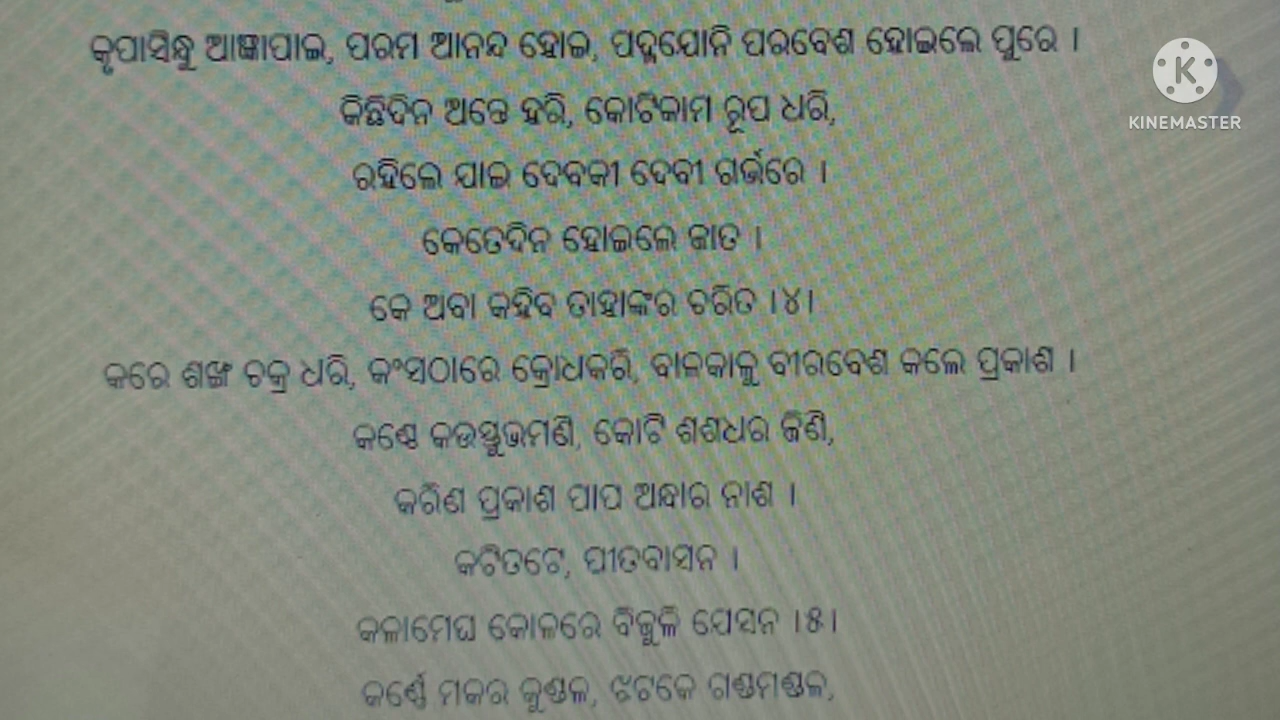 କୃପାସିନ୍ଧୁ ଆଜ୍ଞାପାଇ, ପରମ ଆନନ୍ଦ ହୋଇ, ପଦ୍ମଯୋନି ପରବେଶ ହୋଇଲେ ପୁରେ ।
KINEMASTER
କିଛିଦିନ ଅନ୍ତେ ହରି, କୋଟିକାମ ରୂପ ଧରି,
ରହିଲେ ଯାଇ ଦେବକୀ ଦେବୀ ଗର୍ଭରେ ।
କେତେଦିନ ହୋଇଲେ ଜାତ ।
କେ ଅବା କହିବ ତାହାଙ୍କର ଚରିତ ।୪।
କରେ ଶଙ୍ଖ ଚକ୍ର ଧରି, କଂସଠାରେ କ୍ରୋଧକରି, ବାଳକାଳୁ ବୀରବେଶ କଲେ ପ୍ରକାଶ ।
କଣ୍ଠେ କଉସ୍ତୁଭମଣି, କୋଟି ଶଶଧର ଜିଣି,
କରିଣ ପ୍ରକାଶ ପାପ ଅନ୍ଧାର ନାଶ ।
କଟିତଟେ, ପୀତବାସନ ।
କଳାମେଘ କୋଳରେ ବିଜୁଳି ଯେସନ ।୫।
କର୍ଣ୍ଣେ ମକର କୁଣ୍ଡଳ, ଝଟକେ ଗଣ୍ଡମଣ୍ଡଳ,